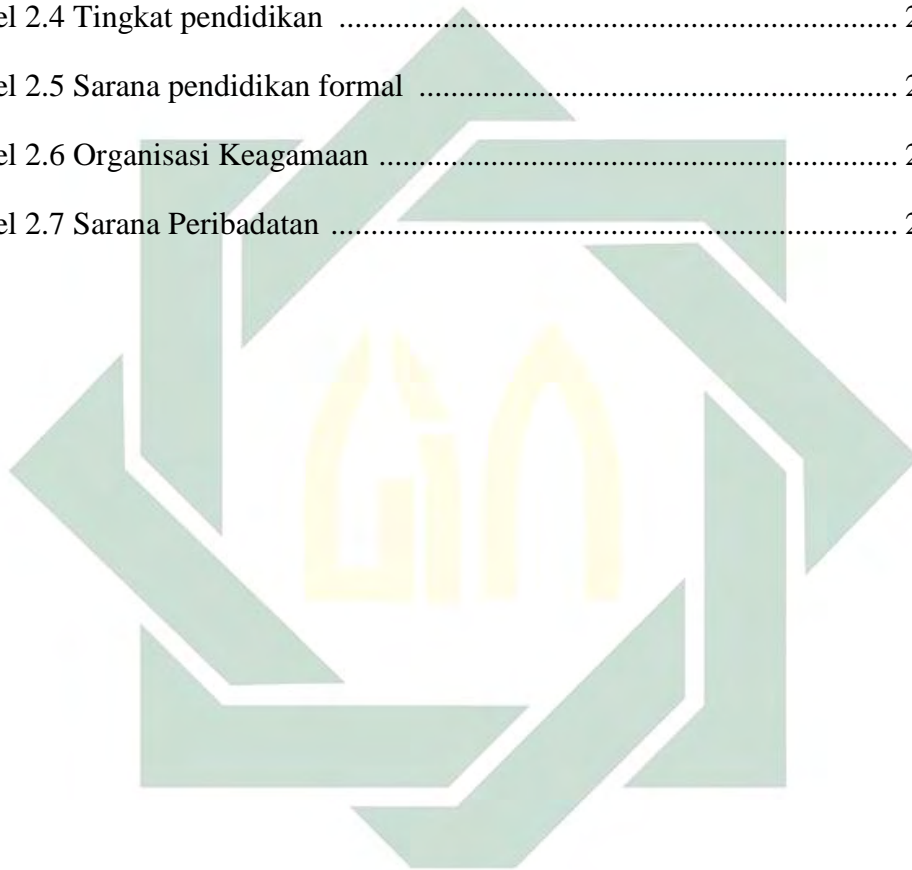 el 2.4 Tingkat pendidikan ........................................................................ 2
el 2.5 Sarana pendidikan formal ............................................................. 2
el 2.6 Organisasi Keagamaan .................................................................. 2
el 2.7 Sarana Peribadatan ........................................................................ 2